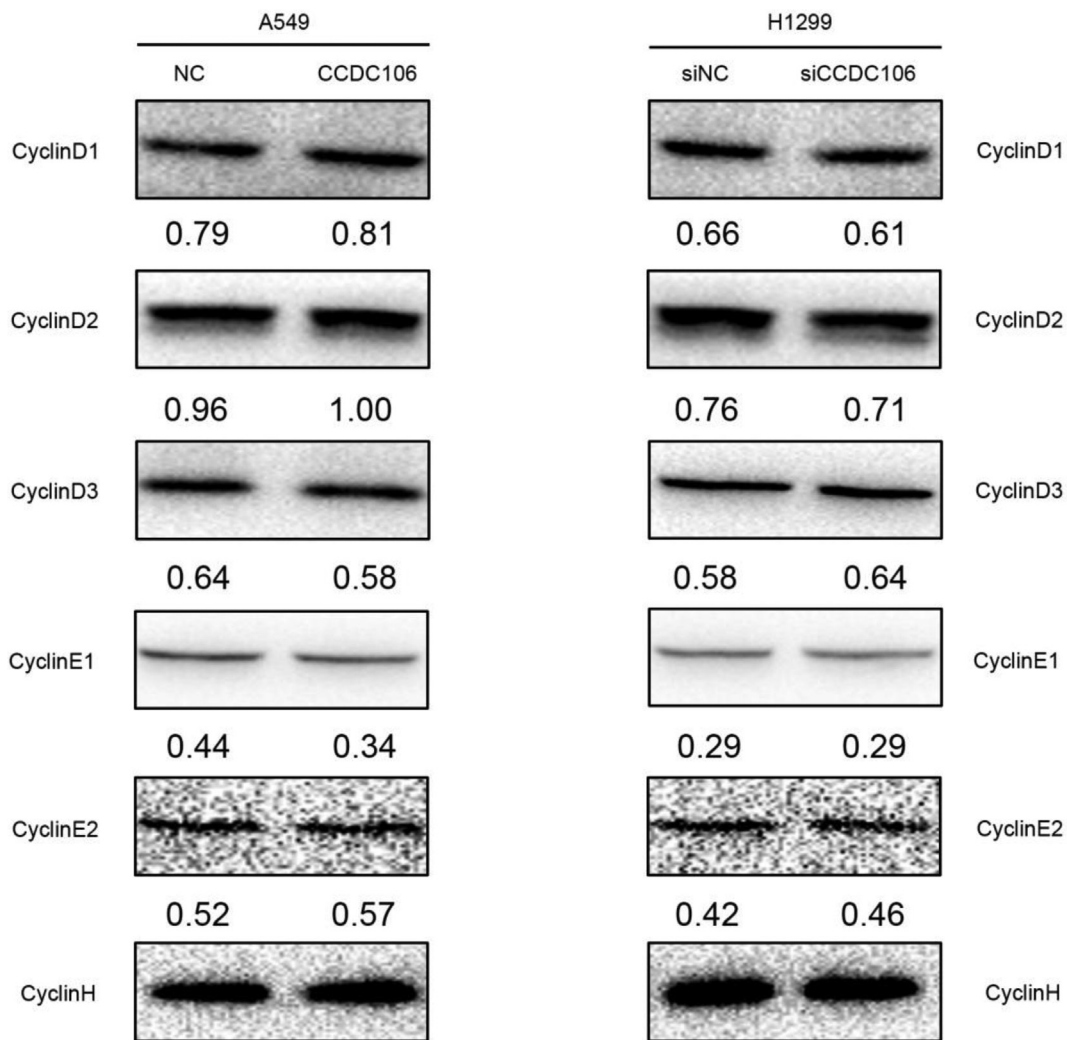 A549 H1299
NC CCDC106 siNC siCCDC106
CyclinD1 CyclinD1
0.79 0.81 0.66 0.61
CyclinD2 CyclinD2
0.96 1.00 0.76 0.71
CyclinD3 CyclinD3
0.64 0.58 0.58 0.64
CyclinE1 CyclinE1
0.44 0.34 0.29 0.29
CyclinE2 CyclinE2
0.52 0.57 0.42 0.46
CyclinH CyclinH